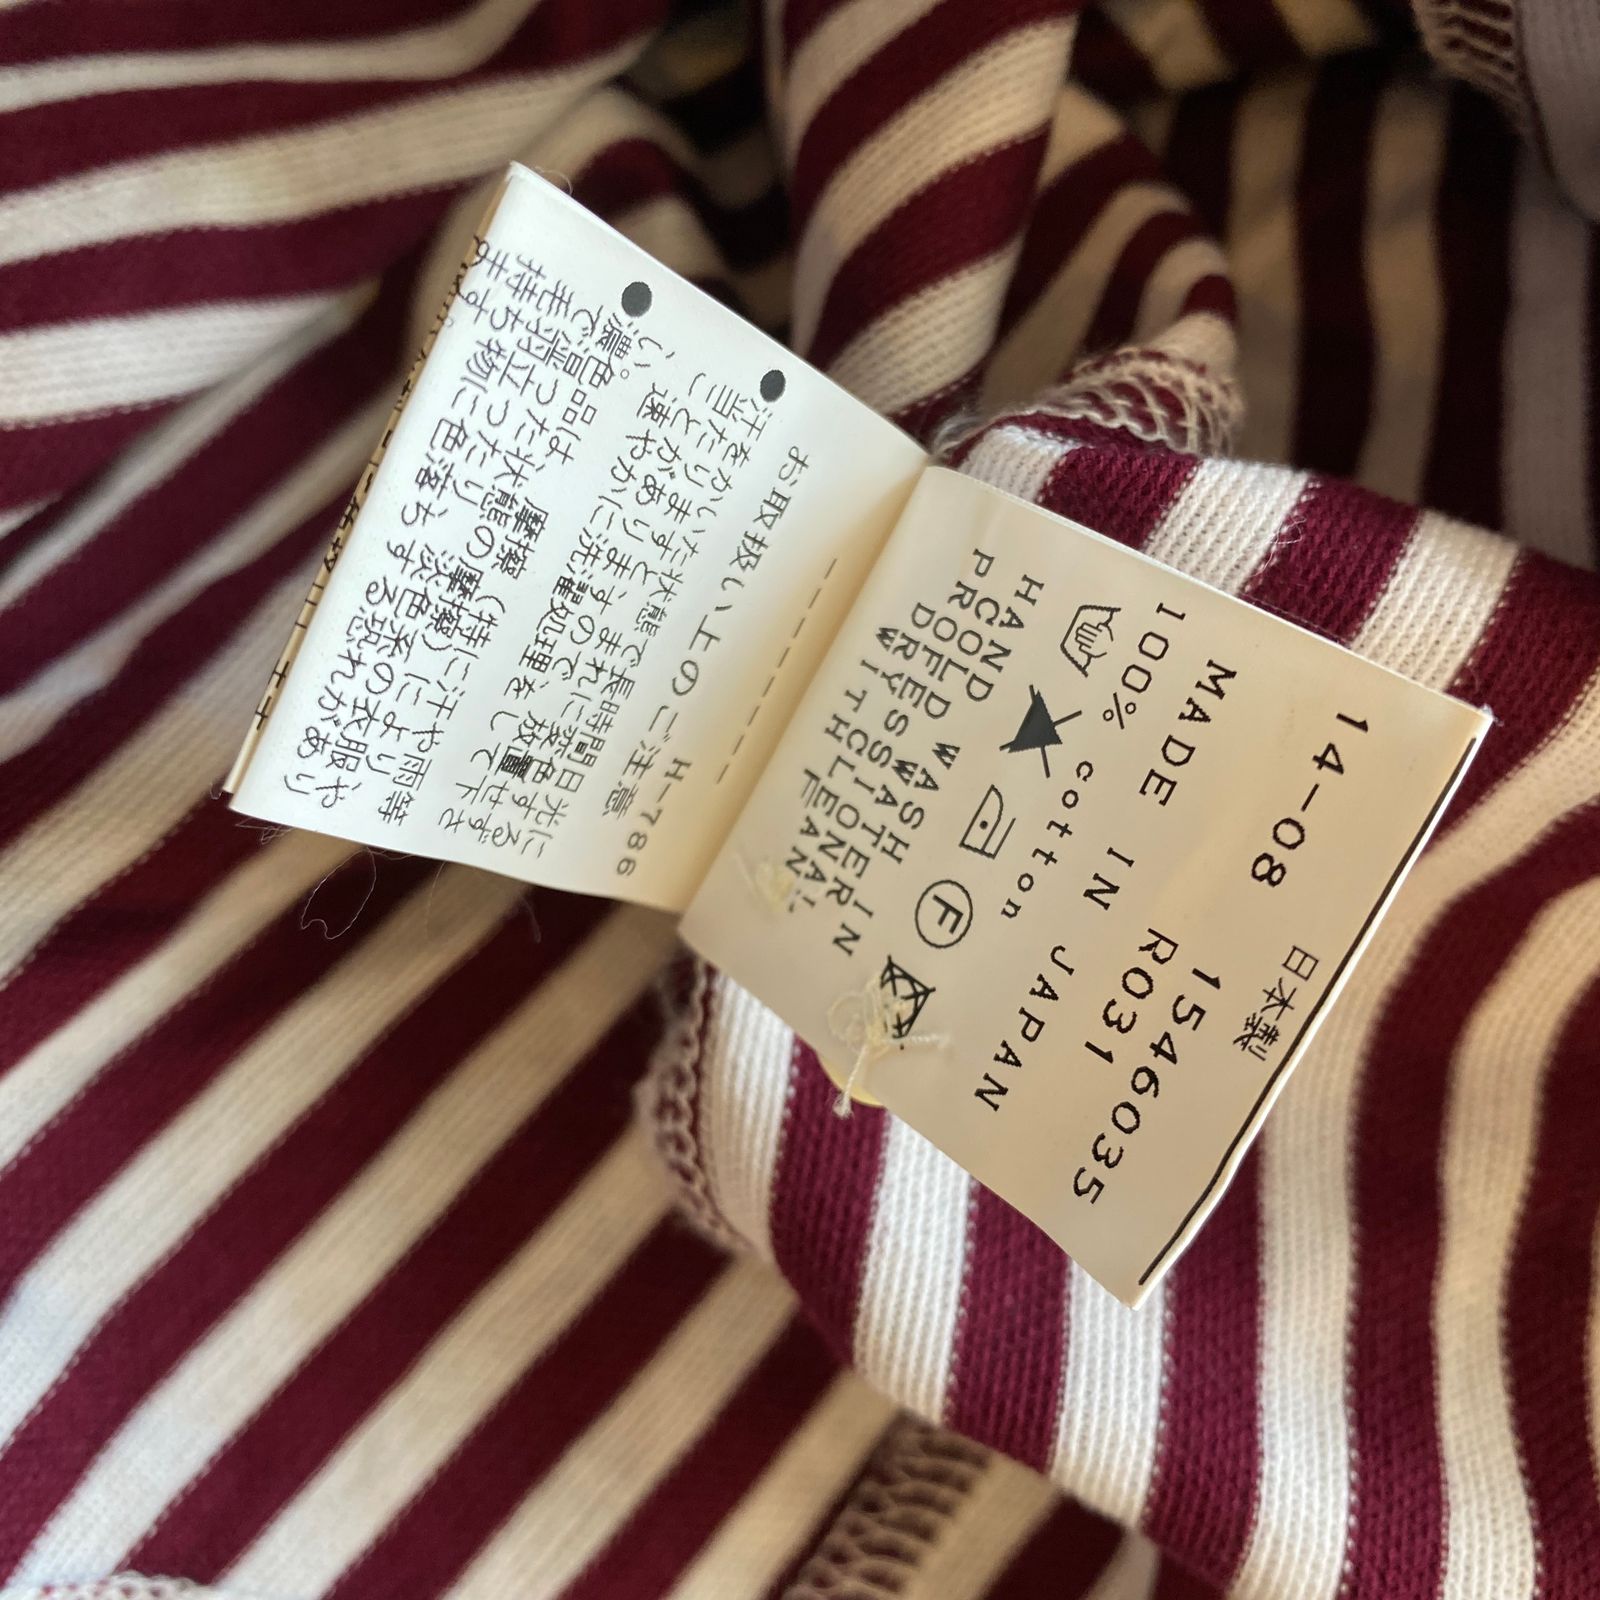 14-08 日本製
1546035
R031
MADE IN JAPAN
100% cotton
F
HAND WASH
COLD WATER IN
PROFESSIONAL
DRY
WITH CLEAN
H-786
お取扱い上のご注意
●汗をかいた状態で長時間日光に
当たりますとまれに変色する
ことがありますので、放置せず
速やかに洗濯処理をして下さ
い。
●濃色品は、摩擦(特に汗や雨等
で湿った状態の摩擦)により
毛羽立ったり、淡色系の衣服や
持ち物に色落ちする恐れがあり
ます